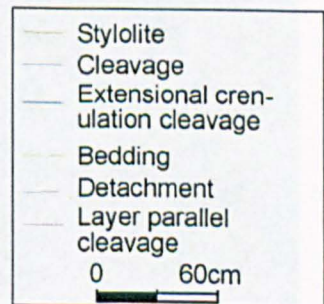 Stylolite
Cleavage
Extensional cren-
ulation cleavage
Bedding
Detachment
Layer parallel
cleavage
0 60cm